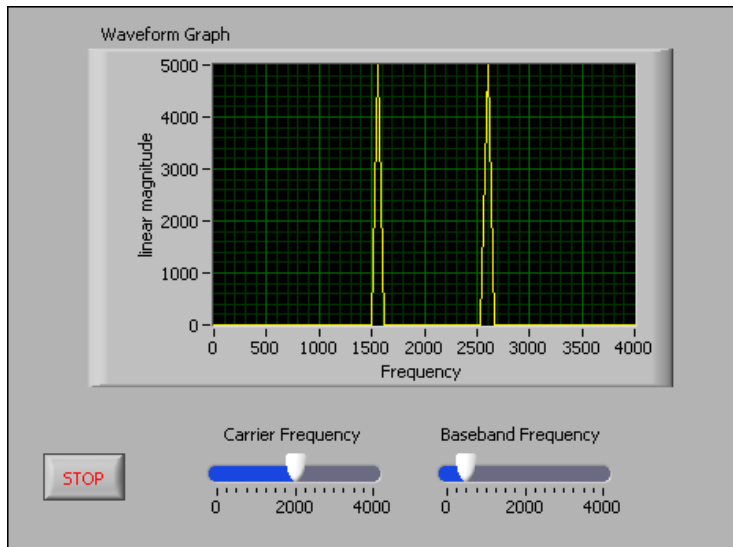 Waveform Graph
5000
4000
3000
2000
1000
0
linear magnitude
0 500 1000 1500 2000 2500 3000 3500 4000
Frequency
Carrier Frequency
0 2000 4000
Baseband Frequency
0 2000 4000
STOP